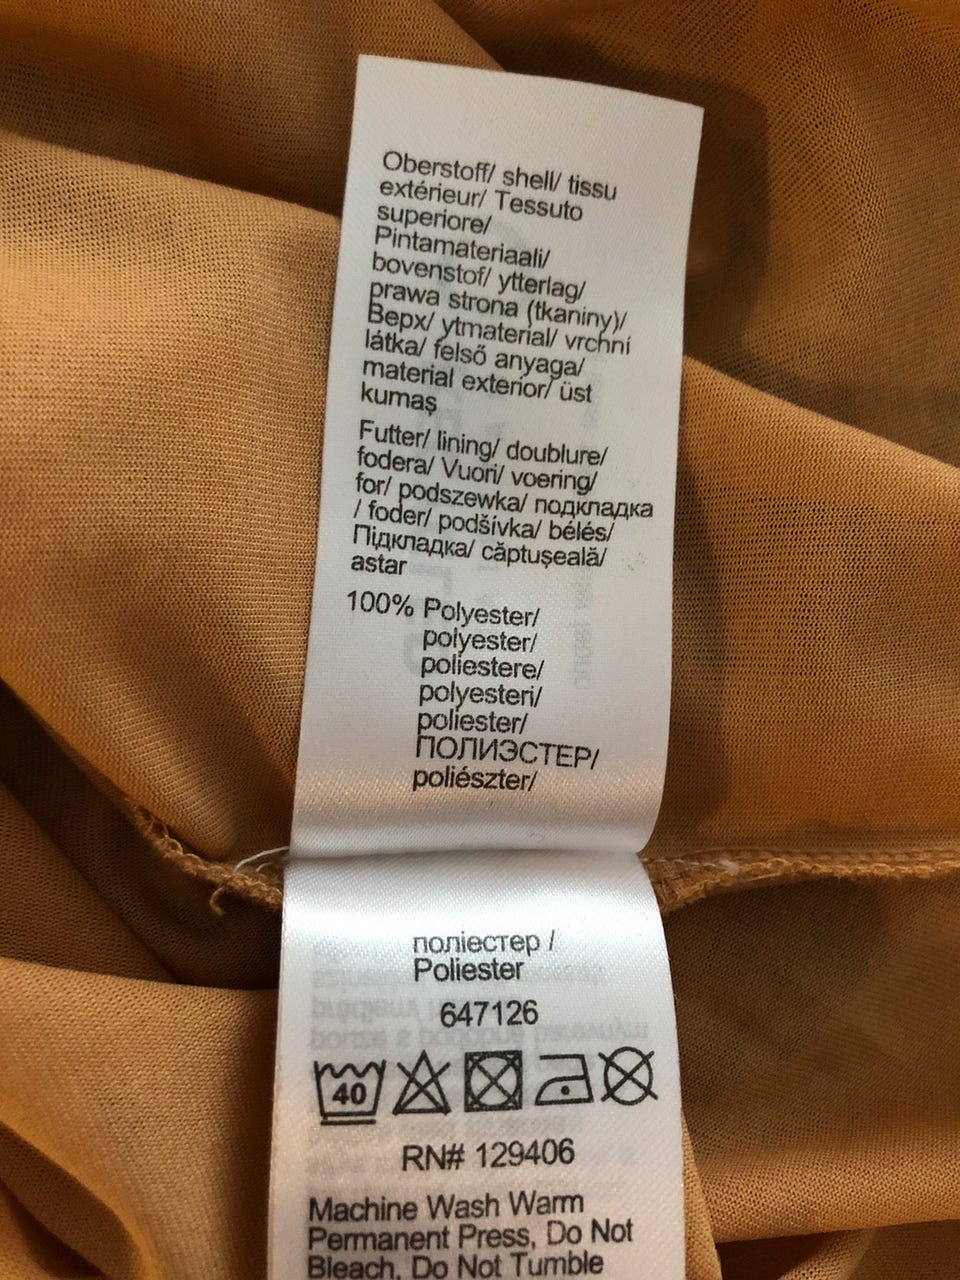 Oberstoff/ shell/ tissu
extérieur/ Tessuto
superiore/
Pintamateriaali/
bovenstof/ ytterlag/
prawa strona (tkaniny)/
Верх/ ytmaterial/ vrchní
látka/ felső anyaga/
material exterior/ üst
kumaş
Futter/ lining/ doublure/
fodera/ Vuori/ voering/
for/ podszewka/ подкладка
/ foder/ podšívka/ bélés/
Підкладка/ căptușeală/
astar
100% Polyester/
polyester/
poliestere/
polyesteri/
poliester/
ПОЛИЭСТЕР/
poliészter/
поліестер /
Poliester
647126
40
RN# 129406
Machine Wash Warm
Permanent Press, Do Not
Bleach, Do Not Tumble